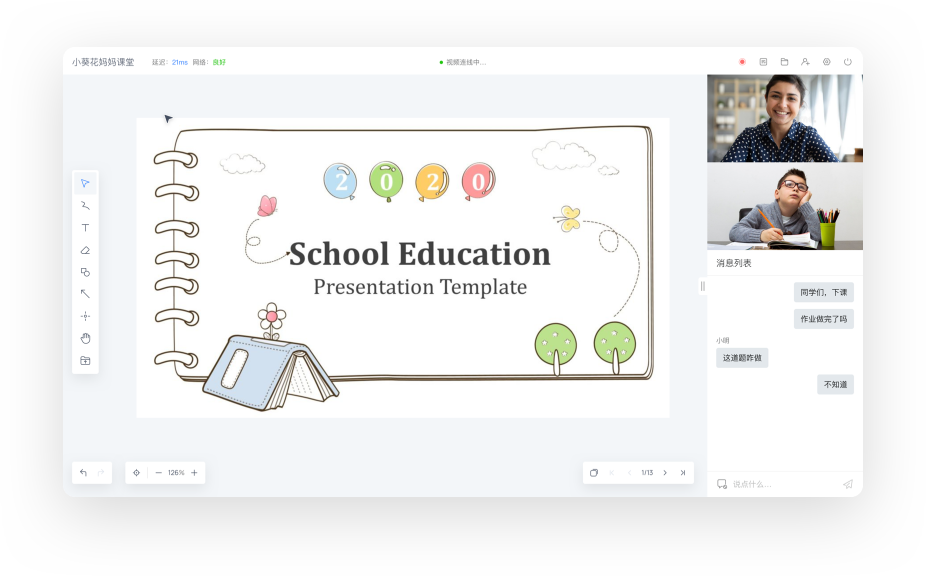 小葵花妈妈课堂 延迟: 21ms 网络: 良好
视频连线中...
2 0 2 0
School Education
Presentation Template
消息列表
同学们，下课
作业做完了吗
小明
这道题咋做
不知道
126%
1/13
说点什么...